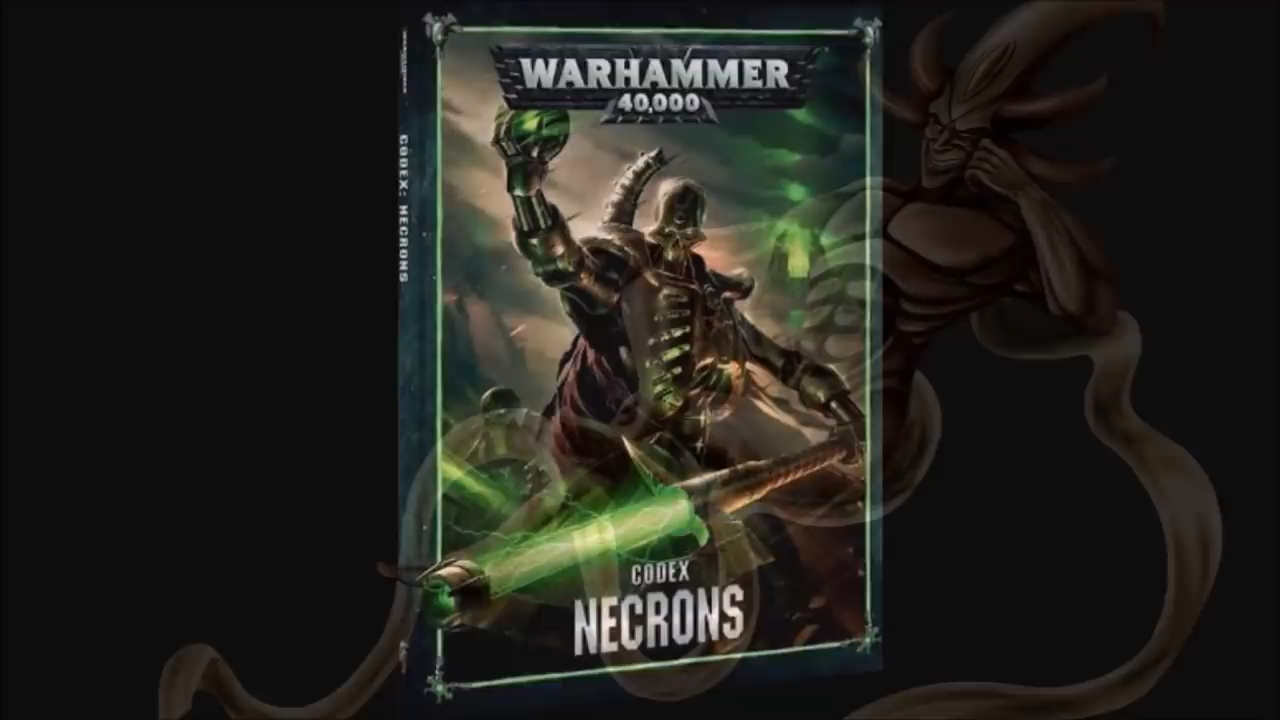 WARHAMMER
40,000
CODEX: NECRONS
CODEX
NECRONS